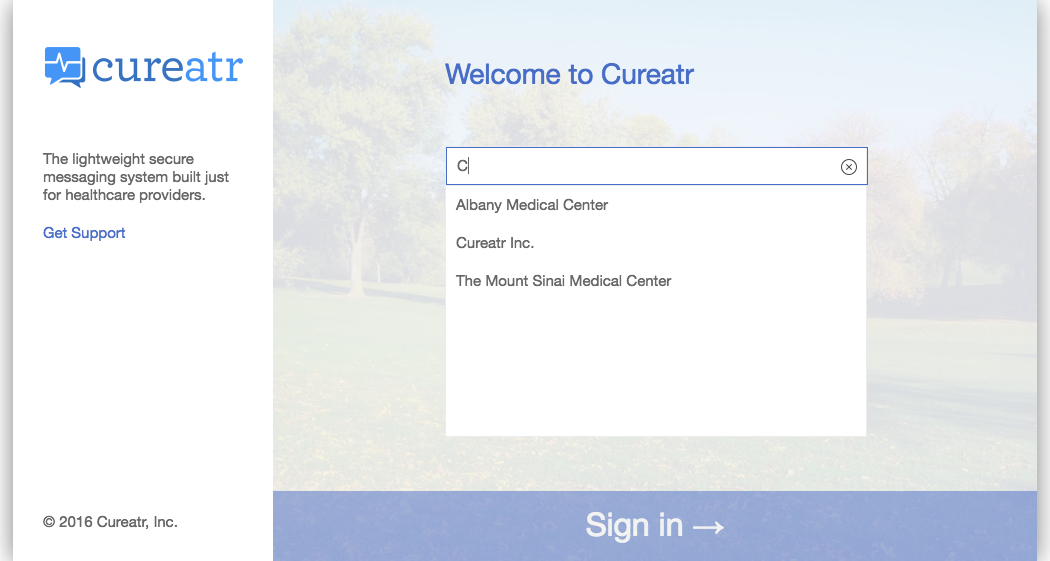 cureatr
The lightweight secure
messaging system built just
for healthcare providers.
Get Support
© 2016 Cureatr, Inc.
Welcome to Cureatr
C
Albany Medical Center
Cureatr Inc.
The Mount Sinai Medical Center
Sign in →